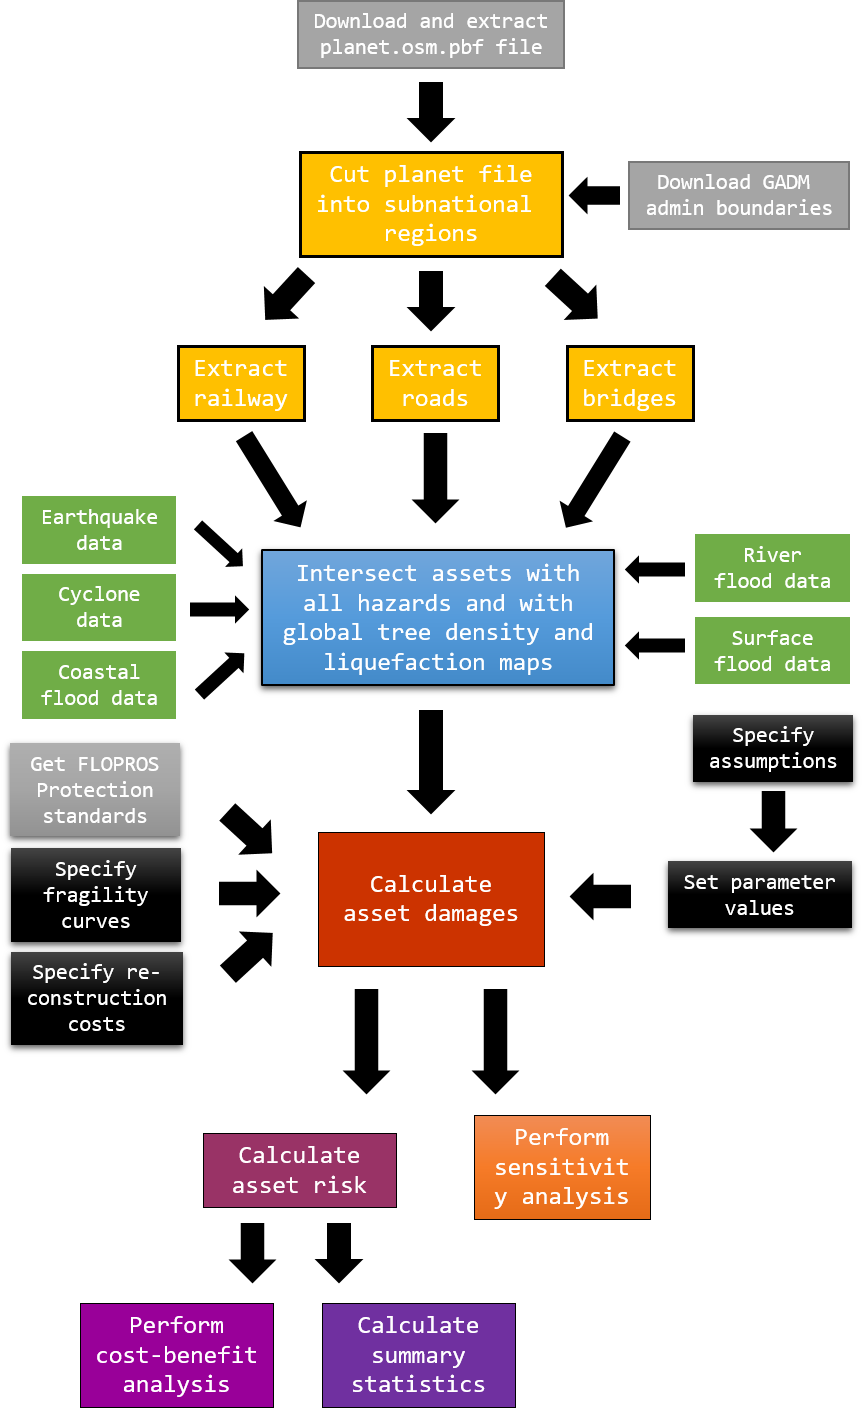 Download and extract
planet.osm.pbf file
Cut planet file
into subnational
regions
Download GADM
admin boundaries
Extract
railway
Extract
roads
Extract
bridges
Earthquake
data
Cyclone
data
Coastal
flood data
Intersect assets with
all hazards and with
global tree density and
liquefaction maps
River
flood data
Surface
flood data
Get FLOPROS
Protection
standards
Specify
fragility
curves
Specify re-
construction
costs
Calculate
asset damages
Specify
assumptions
Set parameter
values
Calculate
asset risk
Perform
sensitivit
y analysis
Perform
cost-benefit
analysis
Calculate
summary
statistics